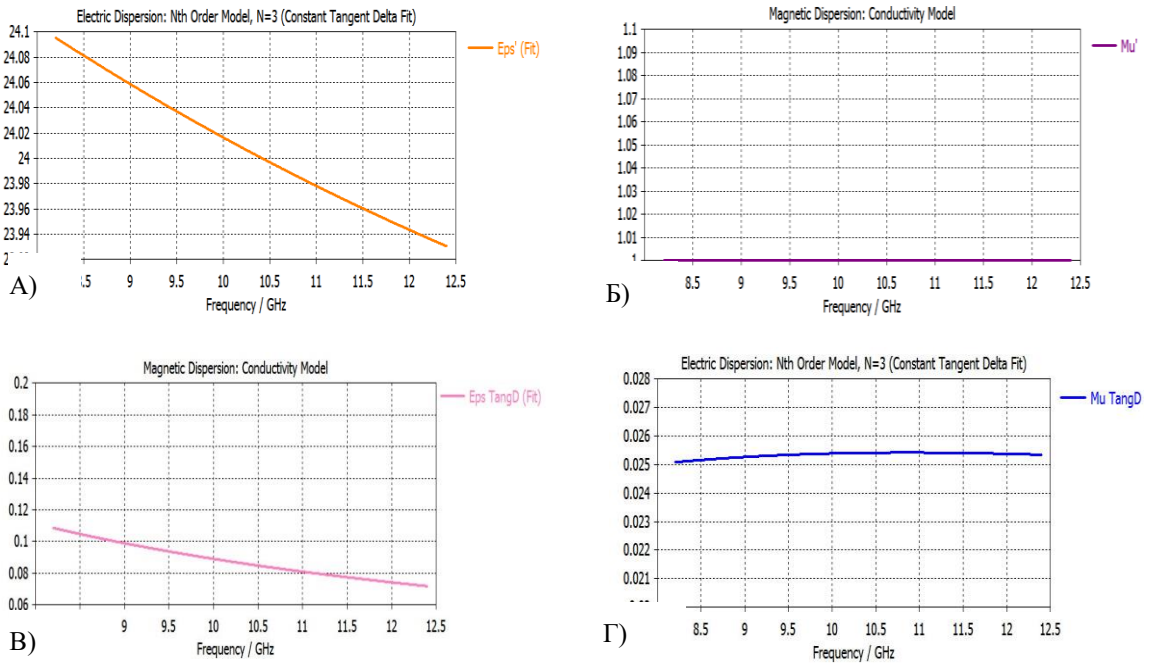 Electric Dispersion: Nth Order Model, N=3 (Constant Tangent Delta Fit)
24.1
24.08
24.06
24.04
24.02
24
23.98
23.96
23.94
Eps' (Fit)
9 9.5 10 10.5 11 11.5 12 12.5
Frequency / GHz
А)
Magnetic Dispersion: Conductivity Model
1.1
1.09
1.08
1.07
1.06
1.05
1.04
1.03
1.02
1.01
1
Mu'
8.5 9 9.5 10 10.5 11 11.5 12 12.5
Frequency / GHz
Б)
Magnetic Dispersion: Conductivity Model
0.2
0.18
0.16
0.14
0.12
0.1
0.08
0.06
Eps TangD (Fit)
9 9.5 10 10.5 11 11.5 12 12.5
Frequency / GHz
В)
Electric Dispersion: Nth Order Model, N=3 (Constant Tangent Delta Fit)
0.028
0.027
0.026
0.025
0.024
0.023
0.022
0.021
Mu TangD
8.5 9 9.5 10 10.5 11 11.5 12 12.5
Frequency / GHz
Г)